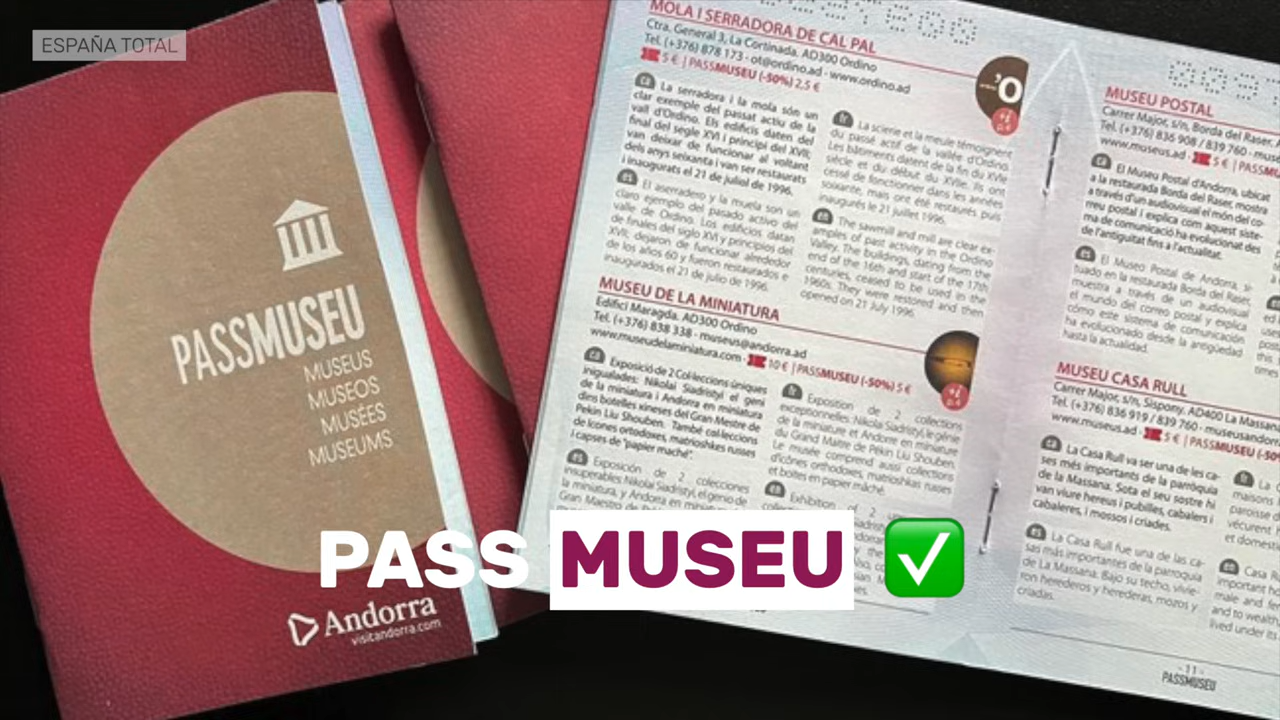 ESPAÑA TOTAL
PASSMUSEU
MUSEUS
MUSEOS
MUSÉES
MUSEUMS
Andorra
visitandorra.com
MOLA I SERRADORA DE CAL PAL
Ctra. General 3, La Cortinada. AD300 Ordino
Tel. (+376) 878 173 - ot@ordino.ad - www.ordino.ad
5 € | PASSMUSEU (-50%) 2,5 €
ca La serradora i la mola són un
clar exemple del passat actiu de la
vall d'Ordino. Els edificis daten del
final del segle XVI i principi del XVII;
van deixar de funcionar al voltant
dels anys seixanta i van ser restaurats
i inaugurats el 21 de juliol de 1996.
es El aserradero y la muela son un
claro ejemplo del pasado activo del
valle de Ordino. Los edificios datan
de finales del siglo XVI y principios del
XVII; dejaron de funcionar alrededor
de los años 60 y fueron restaurados e
inaugurados el 21 de julio de 1996.
fr La scierie et la meule témoignent
du passé actif de la vallée d'Ordino.
Les bâtiments datent de la fin du XVIe
siècle et du début du XVIIe. Ils ont
cessé de fonctionner dans les années
soixante, mais ont été restaurés puis
inaugurés le 21 juillet 1996.
en The sawmill and mill are clear ex-
amples of past activity in the Ordino
Valley. The buildings, dating from the
end of the 16th and start of the 17th
centuries, ceased to be used in the
1960s. They were restored and then
opened on 21 July 1996.
MUSEU DE LA MINIATURA
Edifici Maragda. AD300 Ordino
Tel. (+376) 838 338 - museus@andorra.ad
www.museudelaminiatura.com - 10 € | PASSMUSEU (-50%) 5 €
ca Exposició de 2 Col·leccions úniques
inigualades: Nikolai Siadristyi el geni
de la miniatura i Andorra en miniatura
dins botelles xineses del Gran Mestre de
Pekin Liu Shouben. També col·leccions
d'icones ortodoxes, matrioshkes russes
i capses de "papier maché".
es Exposición de 2 colecciones
insuperables: Nikolai Siadristyi, el genio de
la miniatura, y Andorra en miniatura
Gran Maestro de
fr Exposition de 2 collections
exceptionnelles: Nikolai Siadristyi, le génie
de la miniature et Andorre en miniature
du Grand Maitre de Pékin Liu Shouben.
Le musée comprend aussi collections
d'icônes orthodoxes, matrioshkas russes
et boites en papier mâché.
en Exhibition of 2
MUSEU POSTAL
Carrer Major, s/n, Borda del Raser.
Tel. (+376) 836 908 / 839 760 -
www.museus.ad - 5 € |
ca El Museu Postal d'Andorra, ubicat
a la restaurada Borda del Raser, mostra
a través d'un audiovisual el món del co-
rreu postal i explica com aquest siste-
ma de comunicació ha evolucionat des
de l'antiguitat fins a l'actualitat.
es El Museo Postal de Andorra, si-
tuado en la restaurada Borda del Raser,
muestra a través de un audiovisual
el mundo del correo postal y explica
cómo este sistema de comunicación
ha evolucionado desde la antigüedad
hasta la actualidad.
MUSEU CASA RULL
Carrer Major, s/n, Sispony. AD400 La Massana
Tel. (+376) 836 919 / 839 760 -
www.museus.ad - 5 € | PASSMUSEU
ca La Casa Rull va ser una de les ca-
ses més importants de la parròquia
de la Massana. Sota el seu sostre hi
van viure hereus i pubilles, cabalers i
cabaleres, i mossos i criades.
es La Casa Rull fue una de las ca-
sas más importantes de la parroquia
de La Massana. Bajo su techo, vivie-
ron herederos y herederas, mozos y
criadas.
PASS MUSEU ✅
- 11 -
PASSMUSEU